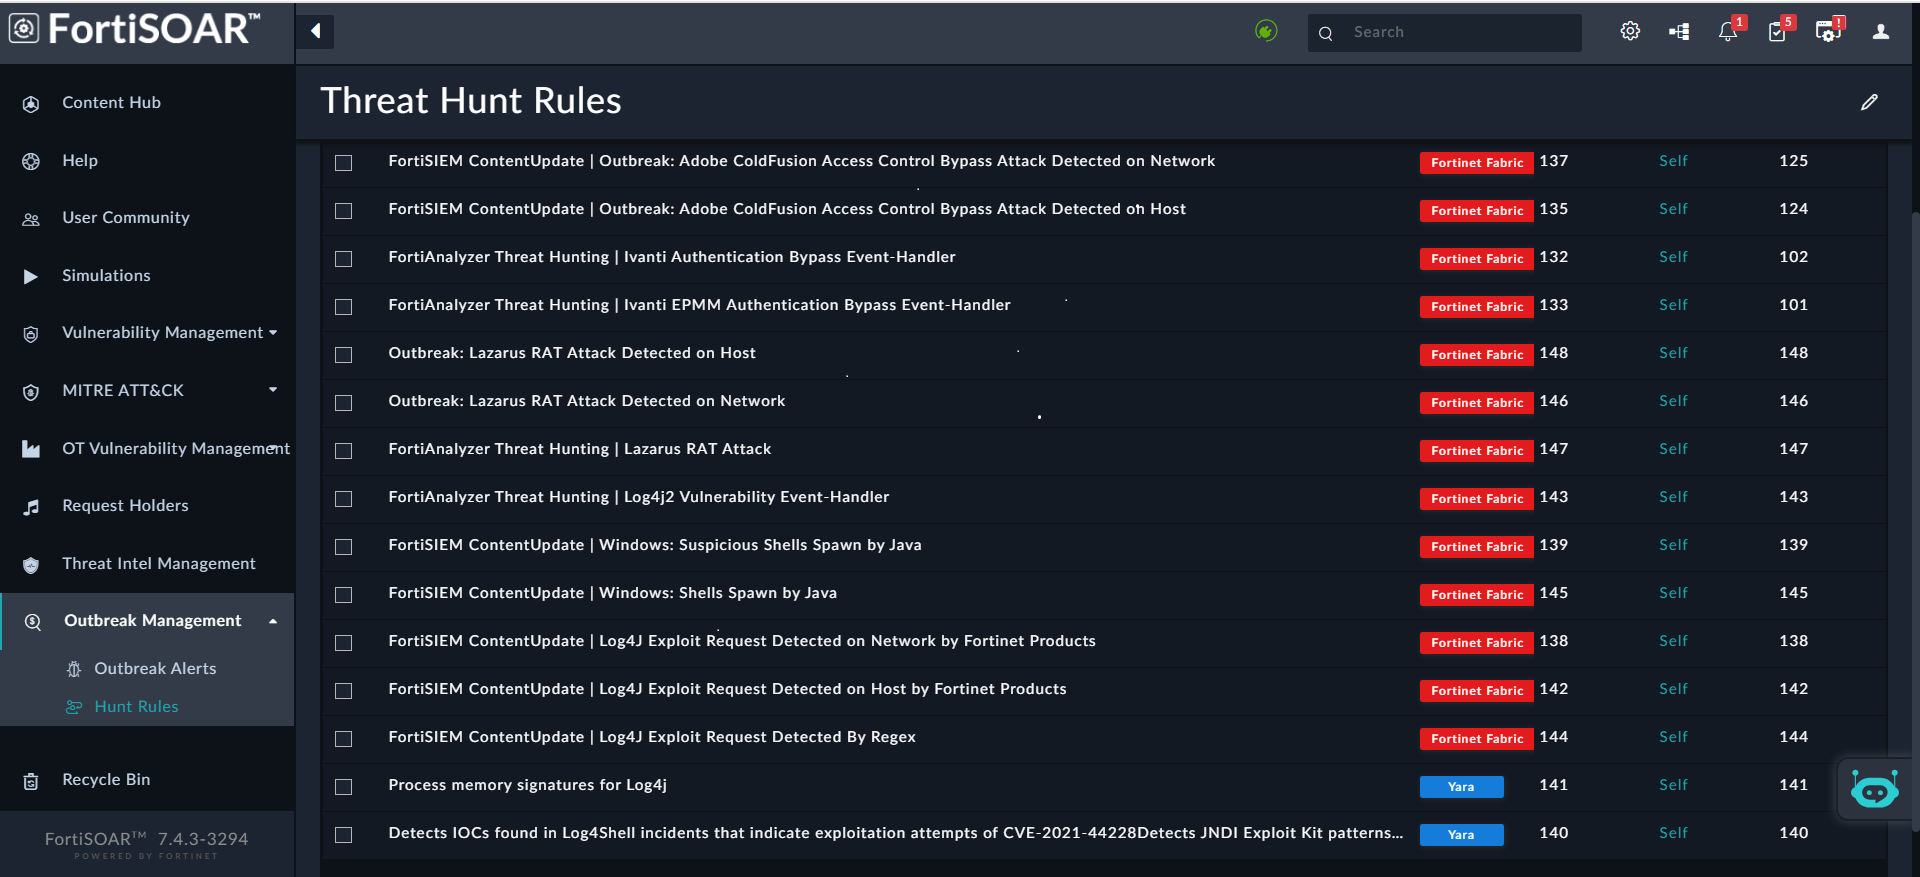 FortiSOAR™
Search
1
5
!
Content Hub
Help
User Community
Simulations
Vulnerability Management
MITRE ATT&CK
OT Vulnerability Management
Request Holders
Threat Intel Management
Outbreak Management
Outbreak Alerts
Hunt Rules
Recycle Bin
FortiSOAR™ 7.4.3-3294
POWERED BY FORTINET
Threat Hunt Rules
FortiSIEM ContentUpdate | Outbreak: Adobe ColdFusion Access Control Bypass Attack Detected on Network Fortinet Fabric 137 Self 125
FortiSIEM ContentUpdate | Outbreak: Adobe ColdFusion Access Control Bypass Attack Detected on Host Fortinet Fabric 135 Self 124
FortiAnalyzer Threat Hunting | Ivanti Authentication Bypass Event-Handler Fortinet Fabric 132 Self 102
FortiAnalyzer Threat Hunting | Ivanti EPMM Authentication Bypass Event-Handler Fortinet Fabric 133 Self 101
Outbreak: Lazarus RAT Attack Detected on Host Fortinet Fabric 148 Self 148
Outbreak: Lazarus RAT Attack Detected on Network Fortinet Fabric 146 Self 146
FortiAnalyzer Threat Hunting | Lazarus RAT Attack Fortinet Fabric 147 Self 147
FortiAnalyzer Threat Hunting | Log4j2 Vulnerability Event-Handler Fortinet Fabric 143 Self 143
FortiSIEM ContentUpdate | Windows: Suspicious Shells Spawn by Java Fortinet Fabric 139 Self 139
FortiSIEM ContentUpdate | Windows: Shells Spawn by Java Fortinet Fabric 145 Self 145
FortiSIEM ContentUpdate | Log4J Exploit Request Detected on Network by Fortinet Products Fortinet Fabric 138 Self 138
FortiSIEM ContentUpdate | Log4J Exploit Request Detected on Host by Fortinet Products Fortinet Fabric 142 Self 142
FortiSIEM ContentUpdate | Log4J Exploit Request Detected By Regex Fortinet Fabric 144 Self 144
Process memory signatures for Log4j Yara 141 Self 141
Detects IOCs found in Log4Shell incidents that indicate exploitation attempts of CVE-2021-44228Detects JNDI Exploit Kit patterns... Yara 140 Self 140